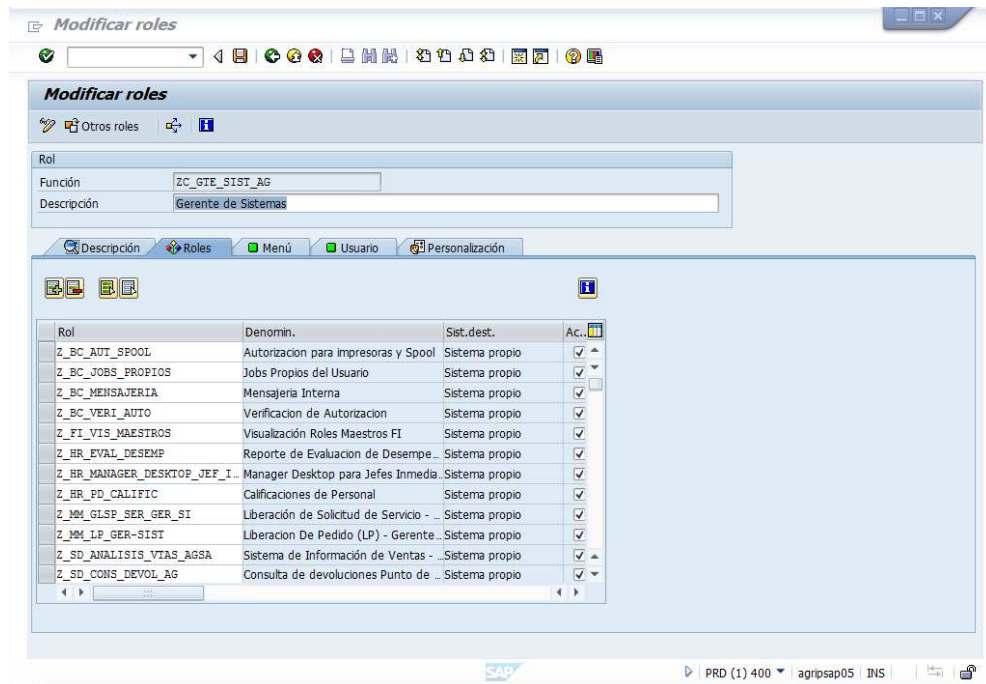 Modificar roles
Modificar roles
Otros roles
Rol
Función ZC_GTE_SIST_AG
Descripción Gerente de Sistemas
Descripción Roles Menú Usuario Personalización
Rol Denomin. Sist.dest. Ac..
Z_BC_AUT_SPOOL Autorizacion para impresoras y Spool Sistema propio
Z_BC_JOBS_PROPIOS Jobs Propios del Usuario Sistema propio
Z_BC_MENSAJERIA Mensajeria Interna Sistema propio
Z_BC_VERI_AUTO Verificacion de Autorizacion Sistema propio
Z_FI_VIS_MAESTROS Visualización Roles Maestros FI Sistema propio
Z_HR_EVAL_DESEMP Reporte de Evaluacion de Desempe… Sistema propio
Z_HR_MANAGER_DESKTOP_JEF_I… Manager Desktop para Jefes Inmedia… Sistema propio
Z_HR_PD_CALIFIC Calificaciones de Personal Sistema propio
Z_MM_GLSP_SER_GER_SI Liberación de Solicitud de Servicio - … Sistema propio
Z_MM_LP_GER-SIST Liberacion De Pedido (LP) - Gerente… Sistema propio
Z_SD_ANALISIS_VTAS_AGSA Sistema de Información de Ventas - … Sistema propio
Z_SD_CONS_DEVOL_AG Consulta de devoluciones Punto de … Sistema propio
SAP PRD (1) 400 agripsap05 INS